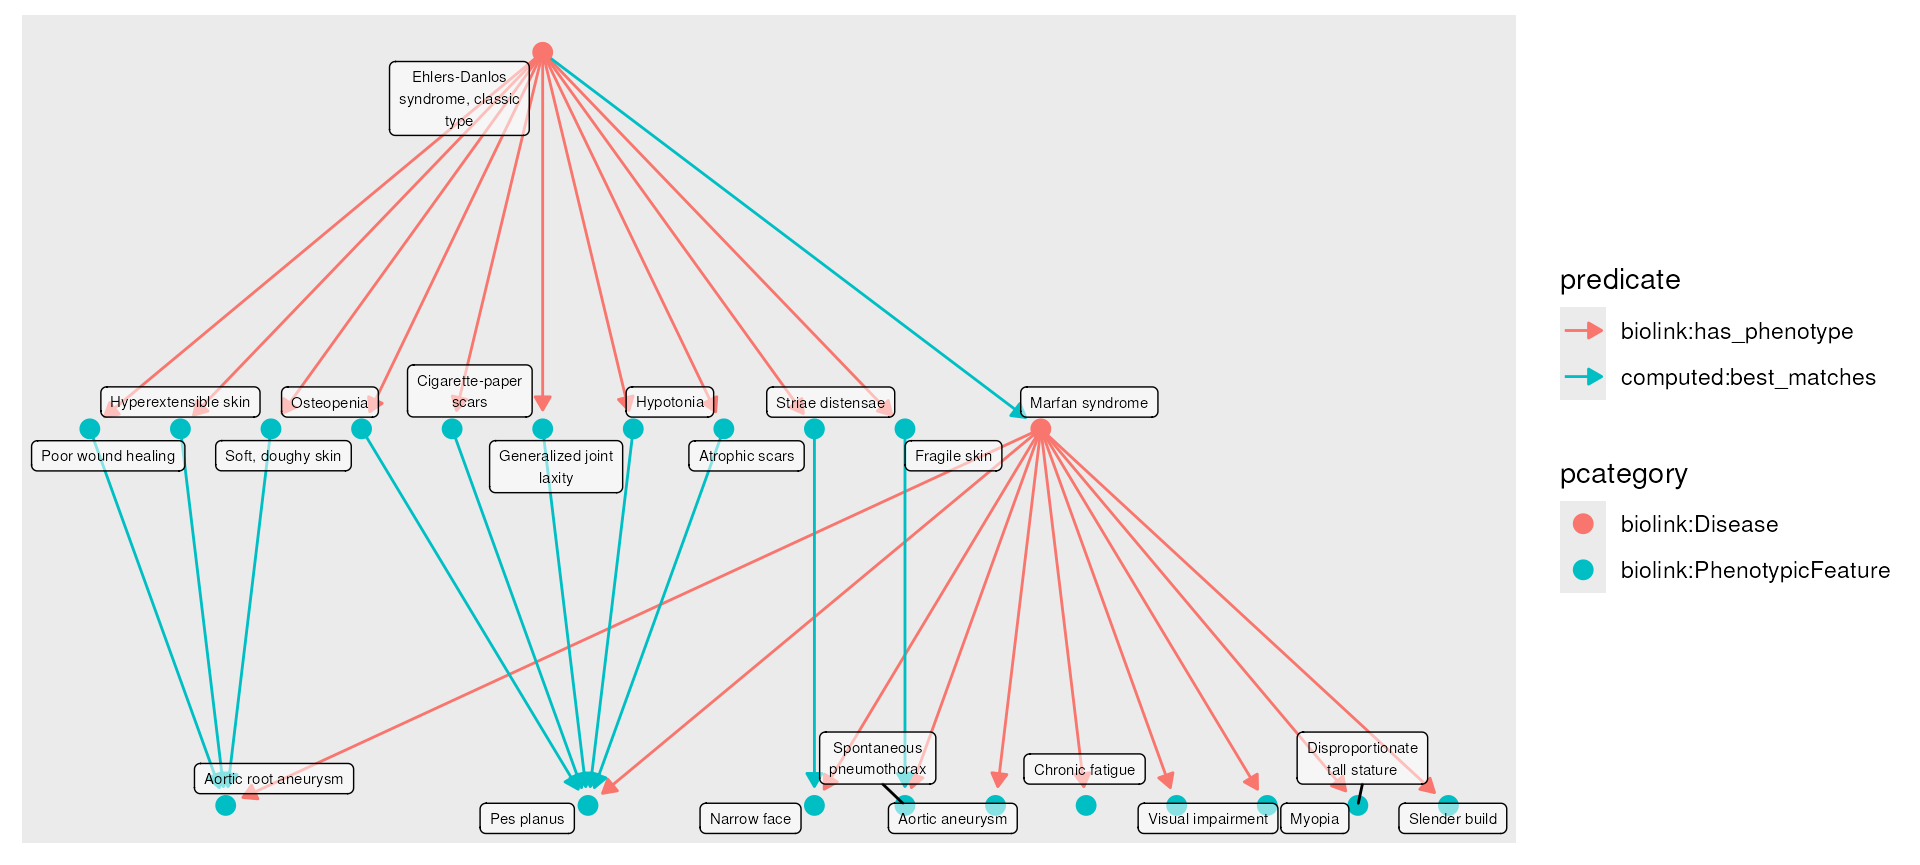 Ehlers-Danlos
syndrome, classic
type
Cigarette-paper
scars
Hyperextensible skin
Osteopenia
Hypotonia
Striae distensae
Marfan syndrome
Poor wound healing
Soft, doughy skin
Generalized joint
laxity
Atrophic scars
Fragile skin
Spontaneous
pneumothorax
Disproportionate
tall stature
Aortic root aneurysm
Chronic fatigue
Pes planus
Narrow face
Aortic aneurysm
Visual impairment
Myopia
Slender build
predicate
biolink:has_phenotype
computed:best_matches
pcategory
biolink:Disease
biolink:PhenotypicFeature